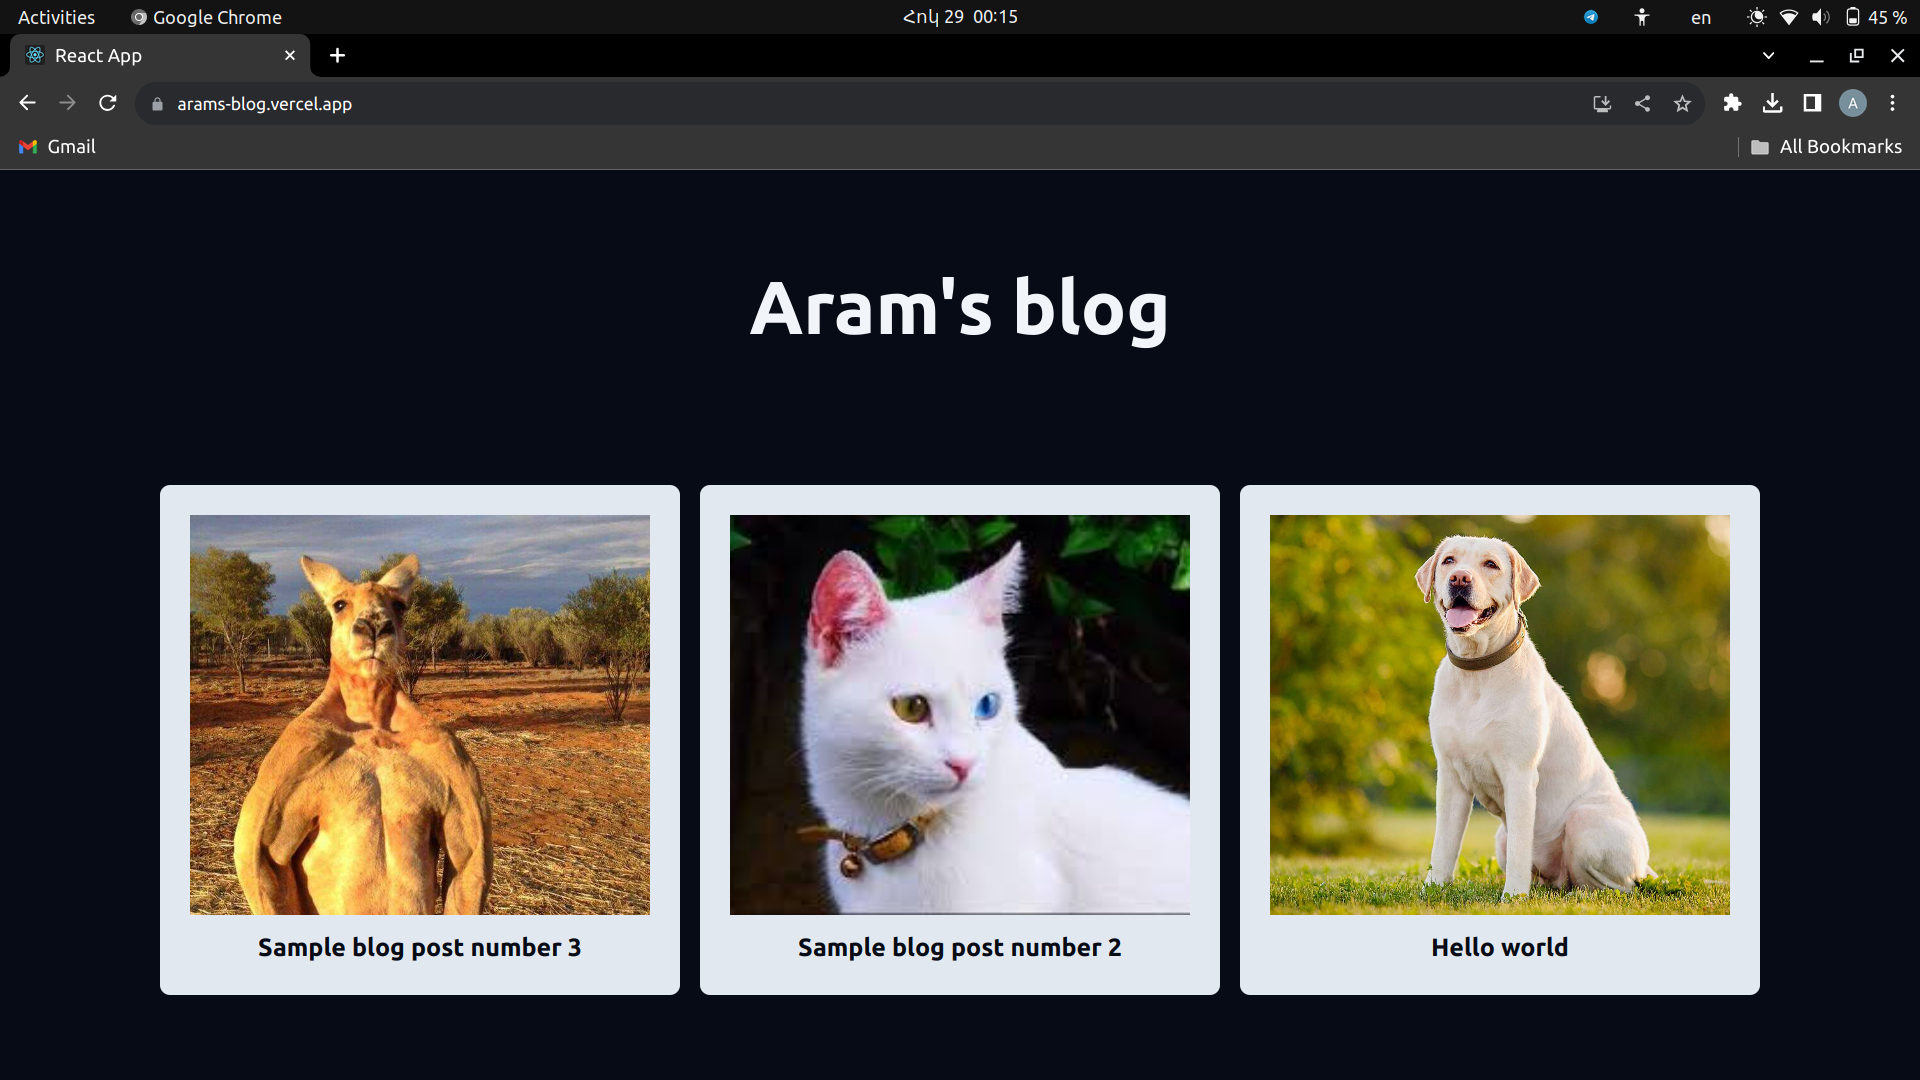 Activities Google Chrome Հոկ 29 00:15 en 45 %
React App
arams-blog.vercel.app A
Gmail All Bookmarks
Aram's blog
Sample blog post number 3
Sample blog post number 2
Hello world